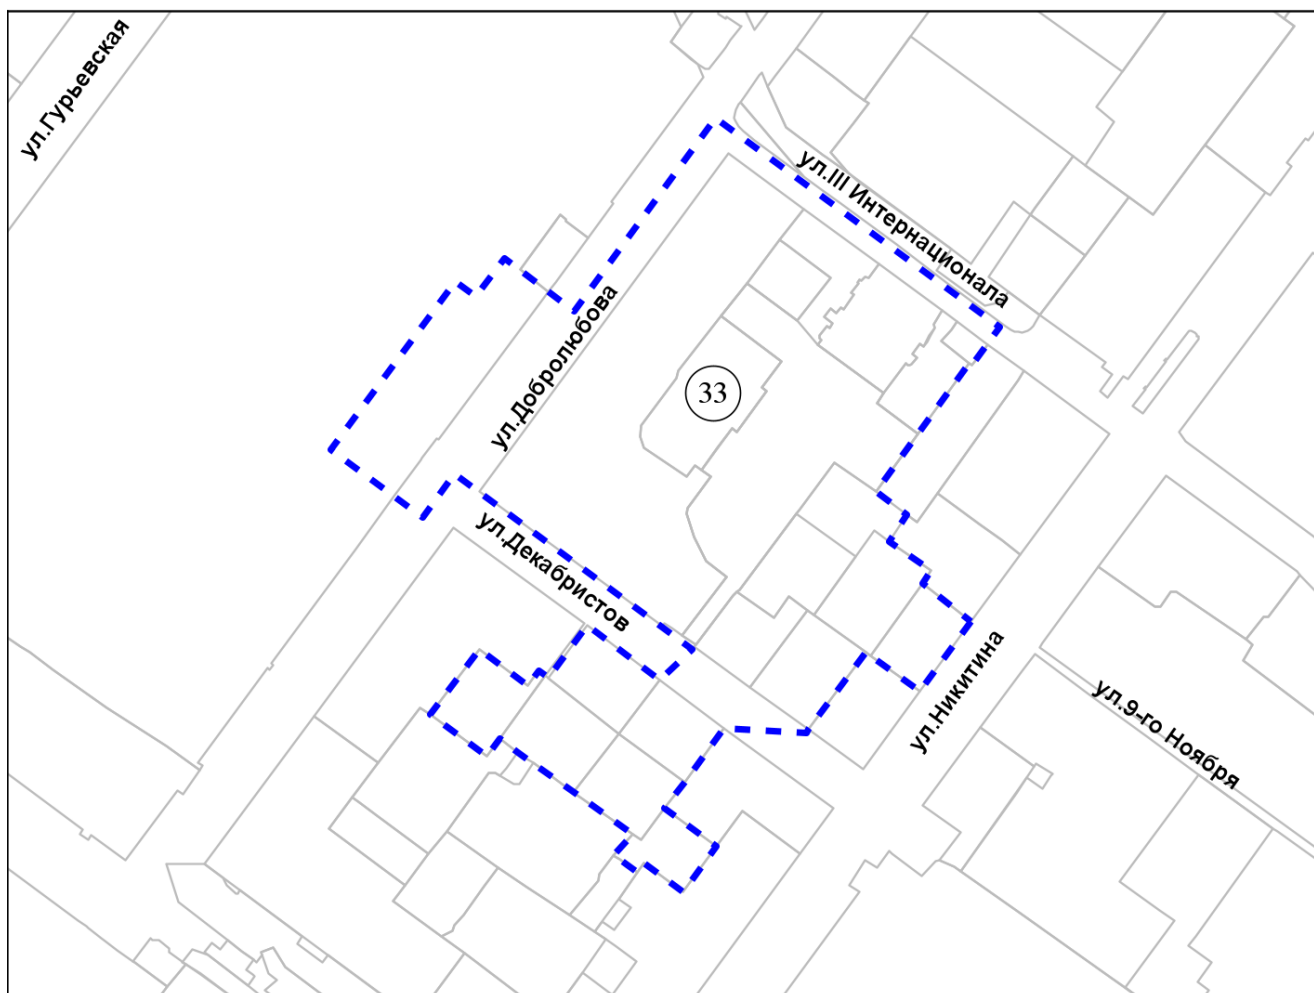 ул.Гурьевская
ул.III Интернационала
ул.Добролюбова
33
ул.Декабристов
ул.Никитина
ул.9-го Ноября